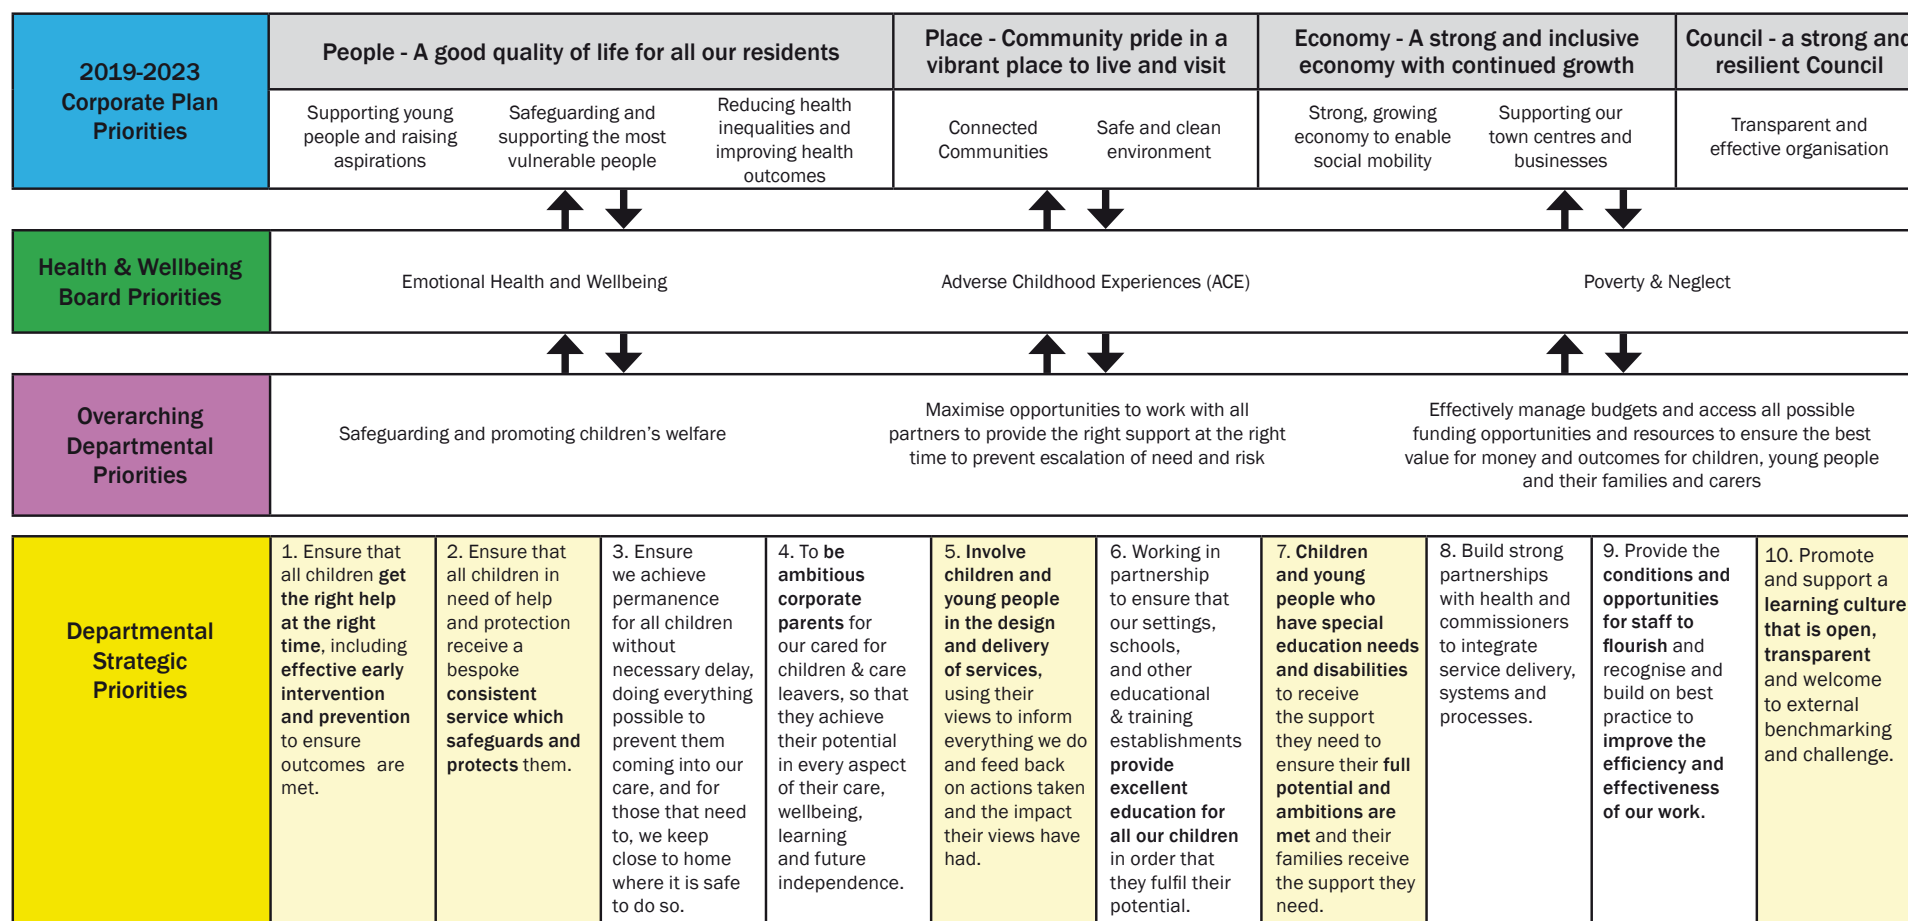 2019-2023
Corporate Plan
Priorities
People - A good quality of life for all our residents
Place - Community pride in a
vibrant place to live and visit
Economy - A strong and inclusive
economy with continued growth
Council - a strong and
resilient Council
Supporting young
people and raising
aspirations
Safeguarding and
supporting the most
vulnerable people
Reducing health
inequalities and
improving health
outcomes
Connected
Communities
Safe and clean
environment
Strong, growing
economy to enable
social mobility
Supporting our
town centres and
businesses
Transparent and
effective organisation
Health & Wellbeing
Board Priorities
Emotional Health and Wellbeing
Adverse Childhood Experiences (ACE)
Poverty & Neglect
Overarching
Departmental
Priorities
Safeguarding and promoting children’s welfare
Maximise opportunities to work with all
partners to provide the right support at the right
time to prevent escalation of need and risk
Effectively manage budgets and access all possible
funding opportunities and resources to ensure the best
value for money and outcomes for children, young people
and their families and carers
Departmental
Strategic
Priorities
1. Ensure that
all children get
the right help
at the right
time, including
effective early
intervention
and prevention
to ensure
outcomes are
met.
2. Ensure that
all children in
need of help
and protection
receive a
bespoke
consistent
service which
safeguards and
protects them.
3. Ensure
we achieve
permanence
for all children
without
necessary delay,
doing everything
possible to
prevent them
coming into our
care, and for
those that need
to, we keep
close to home
where it is safe
to do so.
4. To be
ambitious
corporate
parents for
our cared for
children & care
leavers, so that
they achieve
their potential
in every aspect
of their care,
wellbeing,
learning
and future
independence.
5. Involve
children and
young people
in the design
and delivery
of services,
using their
views to inform
everything we do
and feed back
on actions taken
and the impact
their views have
had.
6. Working in
partnership
to ensure that
our settings,
schools,
and other
educational
& training
establishments
provide
excellent
education for
all our children
in order that
they fulfil their
potential.
7. Children
and young
people who
have special
education needs
and disabilities
to receive
the support
they need to
ensure their full
potential and
ambitions are
met and their
families receive
the support they
need.
8. Build strong
partnerships
with health and
commissioners
to integrate
service delivery,
systems and
processes.
9. Provide the
conditions and
opportunities
for staff to
flourish and
recognise and
build on best
practice to
improve the
efficiency and
effectiveness
of our work.
10. Promote
and support a
learning culture
that is open,
transparent
and welcome
to external
benchmarking
and challenge.